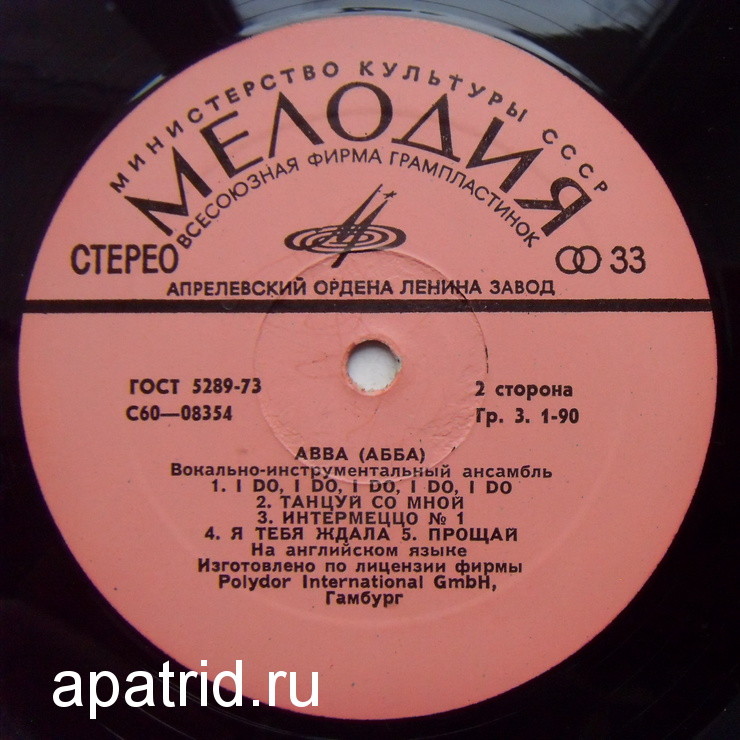 МИНИСТЕРСТВО КУЛЬТУРЫ СССР
МЕЛОДИЯ
ВСЕСОЮЗНАЯ ФИРМА ГРАМПЛАСТИНОК
СТЕРЕО
33
АПРЕЛЕВСКИЙ ОРДЕНА ЛЕНИНА ЗАВОД
ГОСТ 5289-73
2 сторона
С60—08354
Гр. 3. 1-90
ABBA (АББА)
Вокально-инструментальный ансамбль
1. I DO, I DO, I DO, I DO, I DO
2. ТАНЦУЙ СО МНОЙ
3. ИНТЕРМЕЦЦО № 1
4. Я ТЕБЯ ЖДАЛА 5. ПРОЩАЙ
На английском языке
Изготовлено по лицензии фирмы
Polydor International GmbH,
Гамбург
apatrid.ru